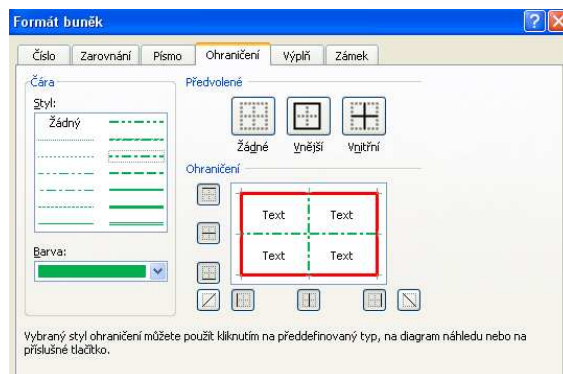 Formát buněk
Číslo Zarovnání Písmo Ohraničení Výplň Zámek
Čára
Předvolené
Styl:
Žádný
Žádné Vnější Vnitřní
Ohraničení
Text Text
Text Text
Barva:
Vybraný styl ohraničení můžete použít kliknutím na předdefinovaný typ, na diagram náhledu nebo na
příslušné tlačítko.